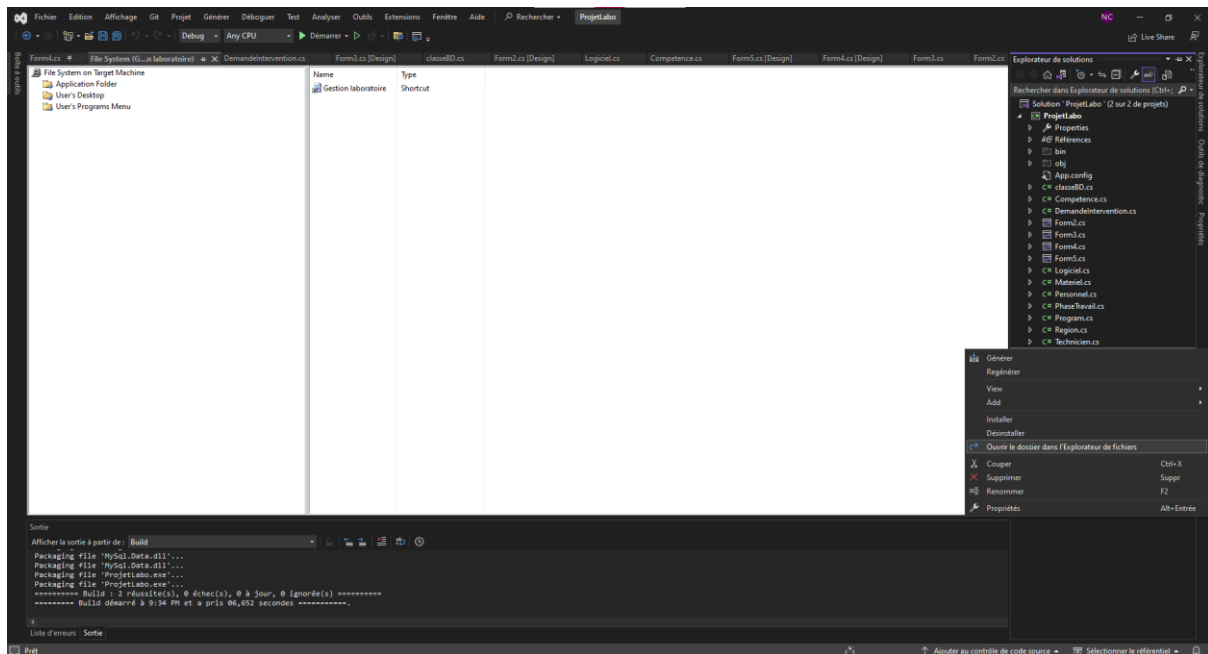 Fichier Edition Affichage Git Projet Générer Déboguer Test Analyser Outils Extensions Fenêtre Aide Rechercher ProjetLabo NC
Debug Any CPU Démarrer Live Share
Form4.cs File System (G...n laboratoire) DemandeIntervention.cs Form3.cs [Design] classeBD.cs Form2.cs [Design] Logiciel.cs Competence.cs Form5.cs [Design] Form4.cs [Design] Form3.cs Form2.cs
Boîte à outils
File System on Target Machine
Application Folder
User's Desktop
User's Programs Menu
Name Type
Gestion laboratoire Shortcut
Explorateur de solutions
Rechercher dans Explorateur de solutions (Ctrl+;
Solution 'ProjetLabo ' (2 sur 2 de projets)
ProjetLabo
Properties
Références
bin
obj
App.config
C# classeBD.cs
C# Competence.cs
C# DemandeIntervention.cs
Form2.cs
Form3.cs
Form4.cs
Form5.cs
C# Logiciel.cs
C# Materiel.cs
C# Personnel.cs
C# PhaseTravail.cs
C# Program.cs
C# Region.cs
C# Technicien.cs
Explorateur de solutions
Outils de diagnostic
Propriétés
Générer
Regénérer
View
Add
Installer
Désinstaller
Ouvrir le dossier dans l'Explorateur de fichiers
Couper Ctrl+X
Supprimer Suppr
Renommer F2
Propriétés Alt+Entrée
Sortie
Afficher la sortie à partir de : Build
Packaging file 'MySql.Data.dll'...
Packaging file 'MySql.Data.dll'...
Packaging file 'ProjetLabo.exe'...
Packaging file 'ProjetLabo.exe'...
========== Build : 2 réussite(s), 0 échec(s), 0 à jour, 0 ignorée(s) ==========
========= Build démarré à 9:34 PM et a pris 06,652 secondes ===========.
Liste d'erreurs Sortie
Prêt Ajouter au contrôle de code source Sélectionner le référentiel